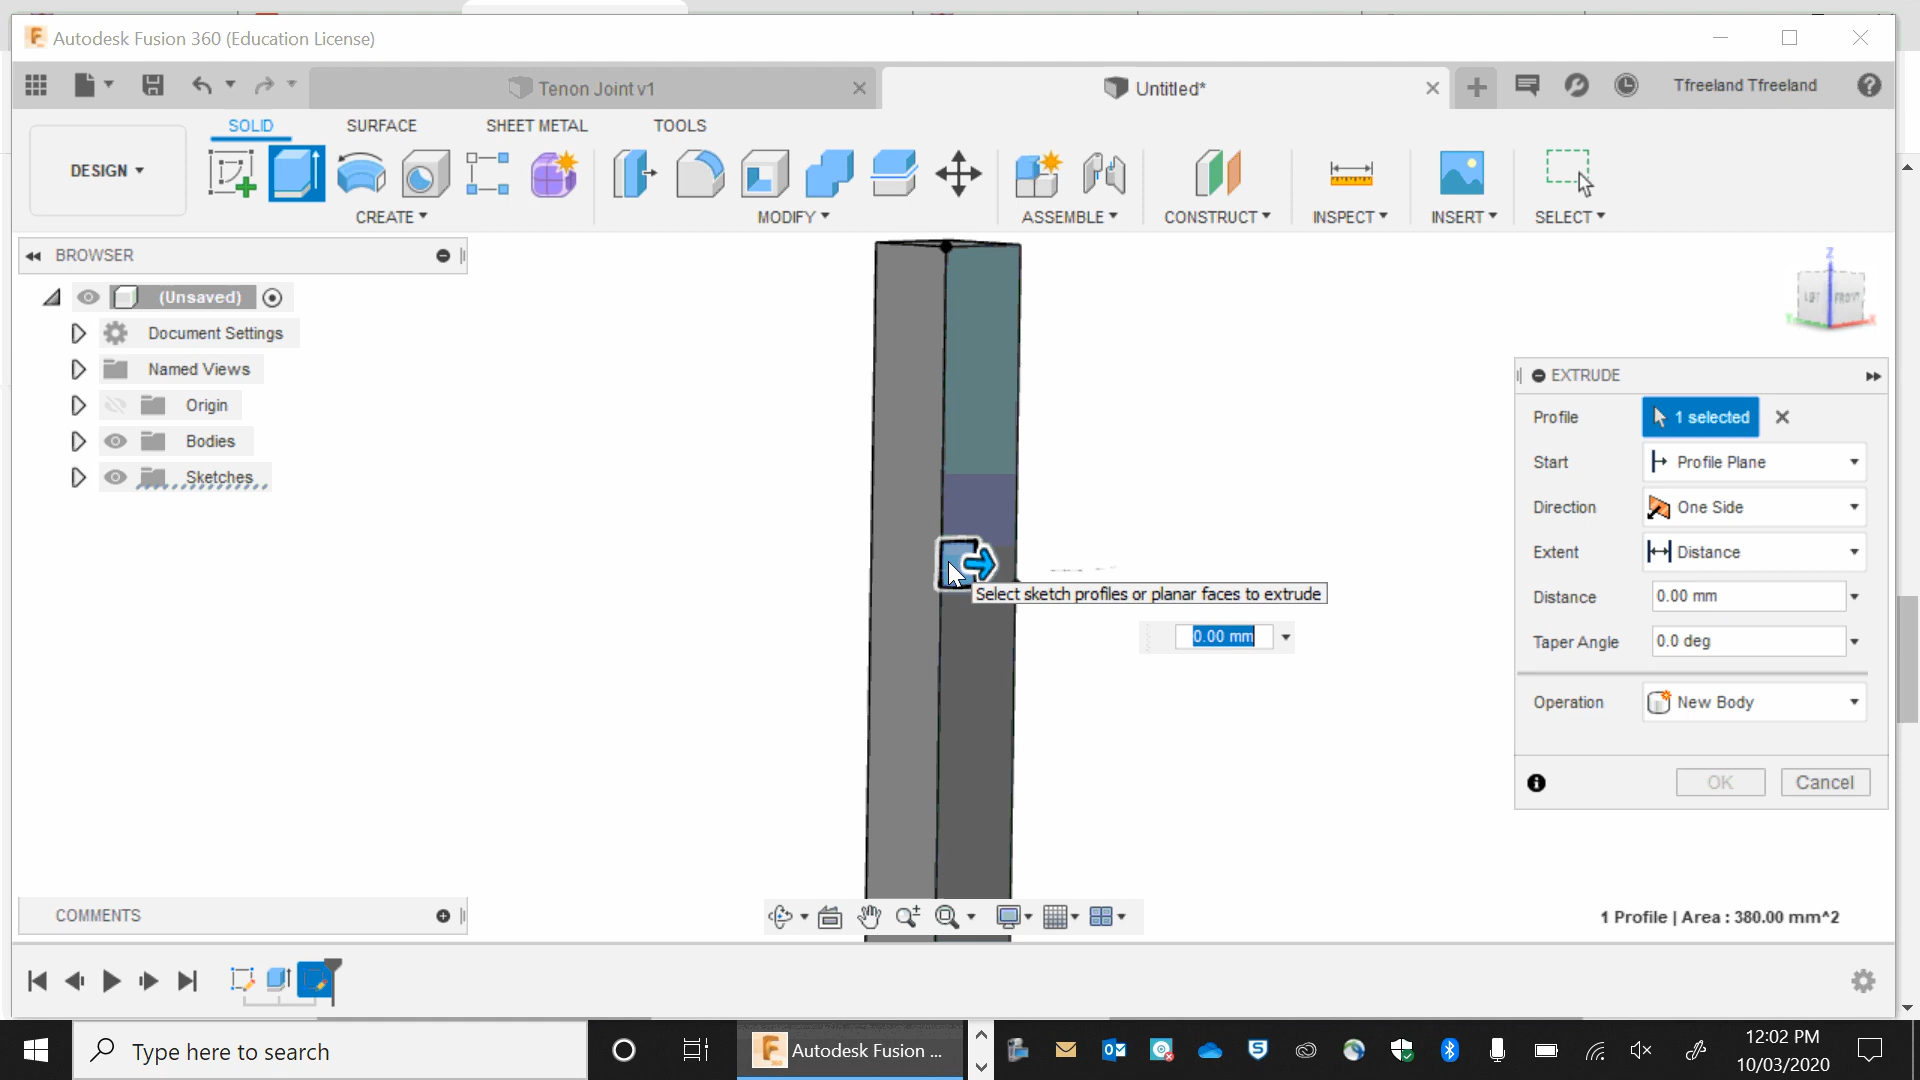 Autodesk Fusion 360 (Education License)
Tenon Joint v1
Untitled*
Tfreeland Tfreeland
DESIGN
SOLID
SURFACE
SHEET METAL
TOOLS
CREATE
MODIFY
ASSEMBLE
CONSTRUCT
INSPECT
INSERT
SELECT
BROWSER
(Unsaved)
Document Settings
Named Views
Origin
Bodies
Sketches
Z
FRONT
EXTRUDE
Profile
1 selected
Start
Profile Plane
Direction
One Side
Extent
Distance
Distance
0.00 mm
Taper Angle
0.0 deg
Operation
New Body
OK
Cancel
Select sketch profiles or planar faces to extrude
0.00 mm
COMMENTS
1 Profile | Area : 380.00 mm^2
Type here to search
Autodesk Fusion ...
12:02 PM
10/03/2020